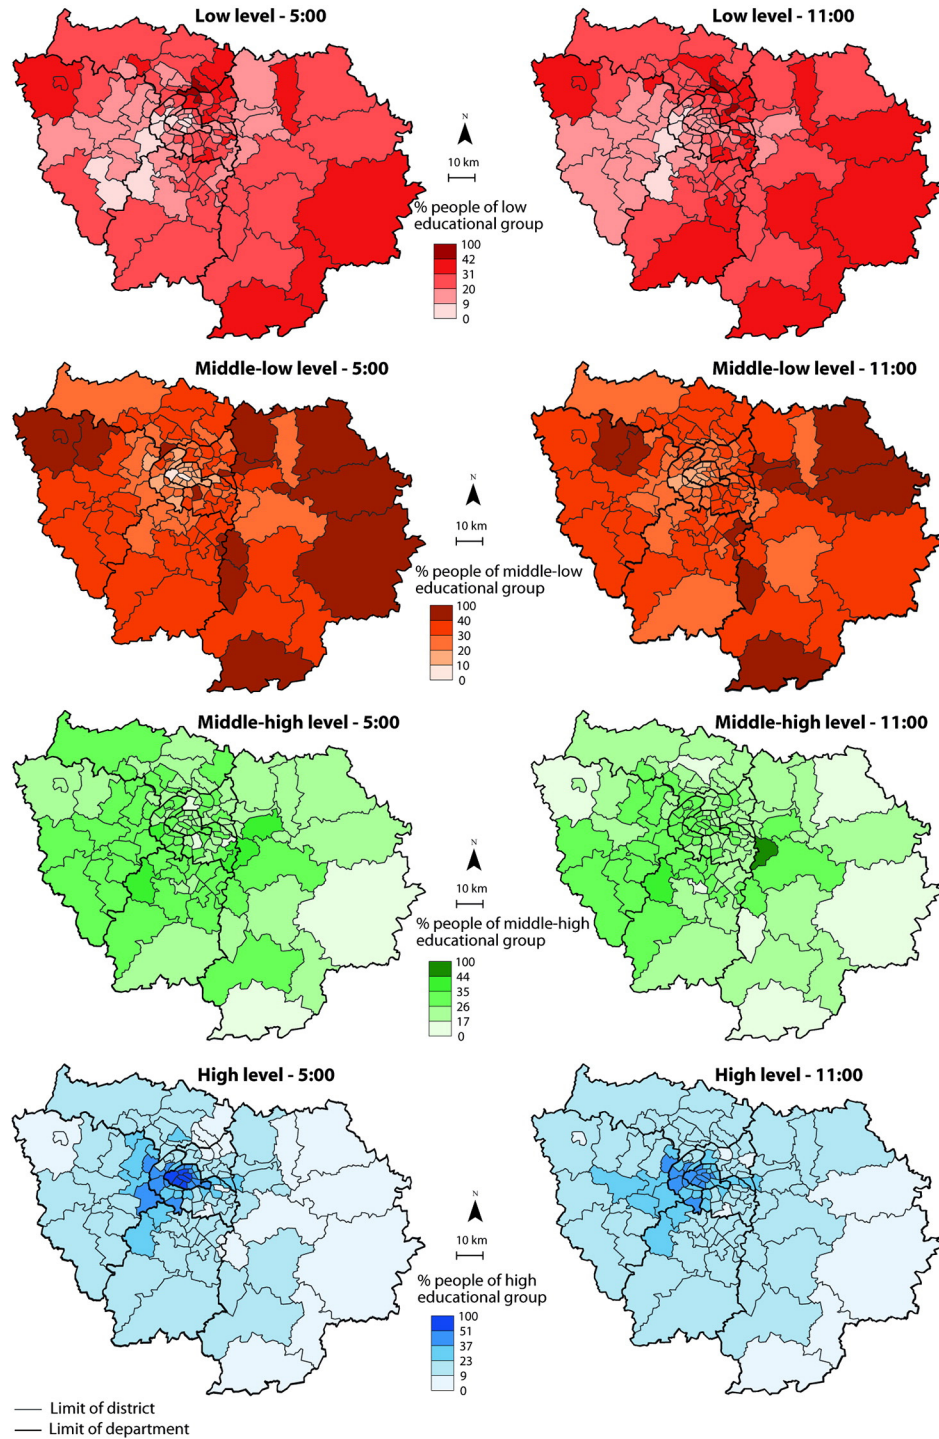 Low level - 5:00
Low level - 11:00
N
10 km
10 km
% people of low
educational group
100
42
31
20
9
0
Middle-low level - 5:00
Middle-low level - 11:00
N
10 km
% people of middle-low
educational group
100
40
30
20
10
0
Middle-high level - 5:00
Middle-high level - 11:00
N
10 km
% people of middle-high
educational group
100
44
35
26
17
0
High level - 5:00
High level - 11:00
N
10 km
% people of high
educational group
100
51
37
23
9
0
Limit of district
Limit of department